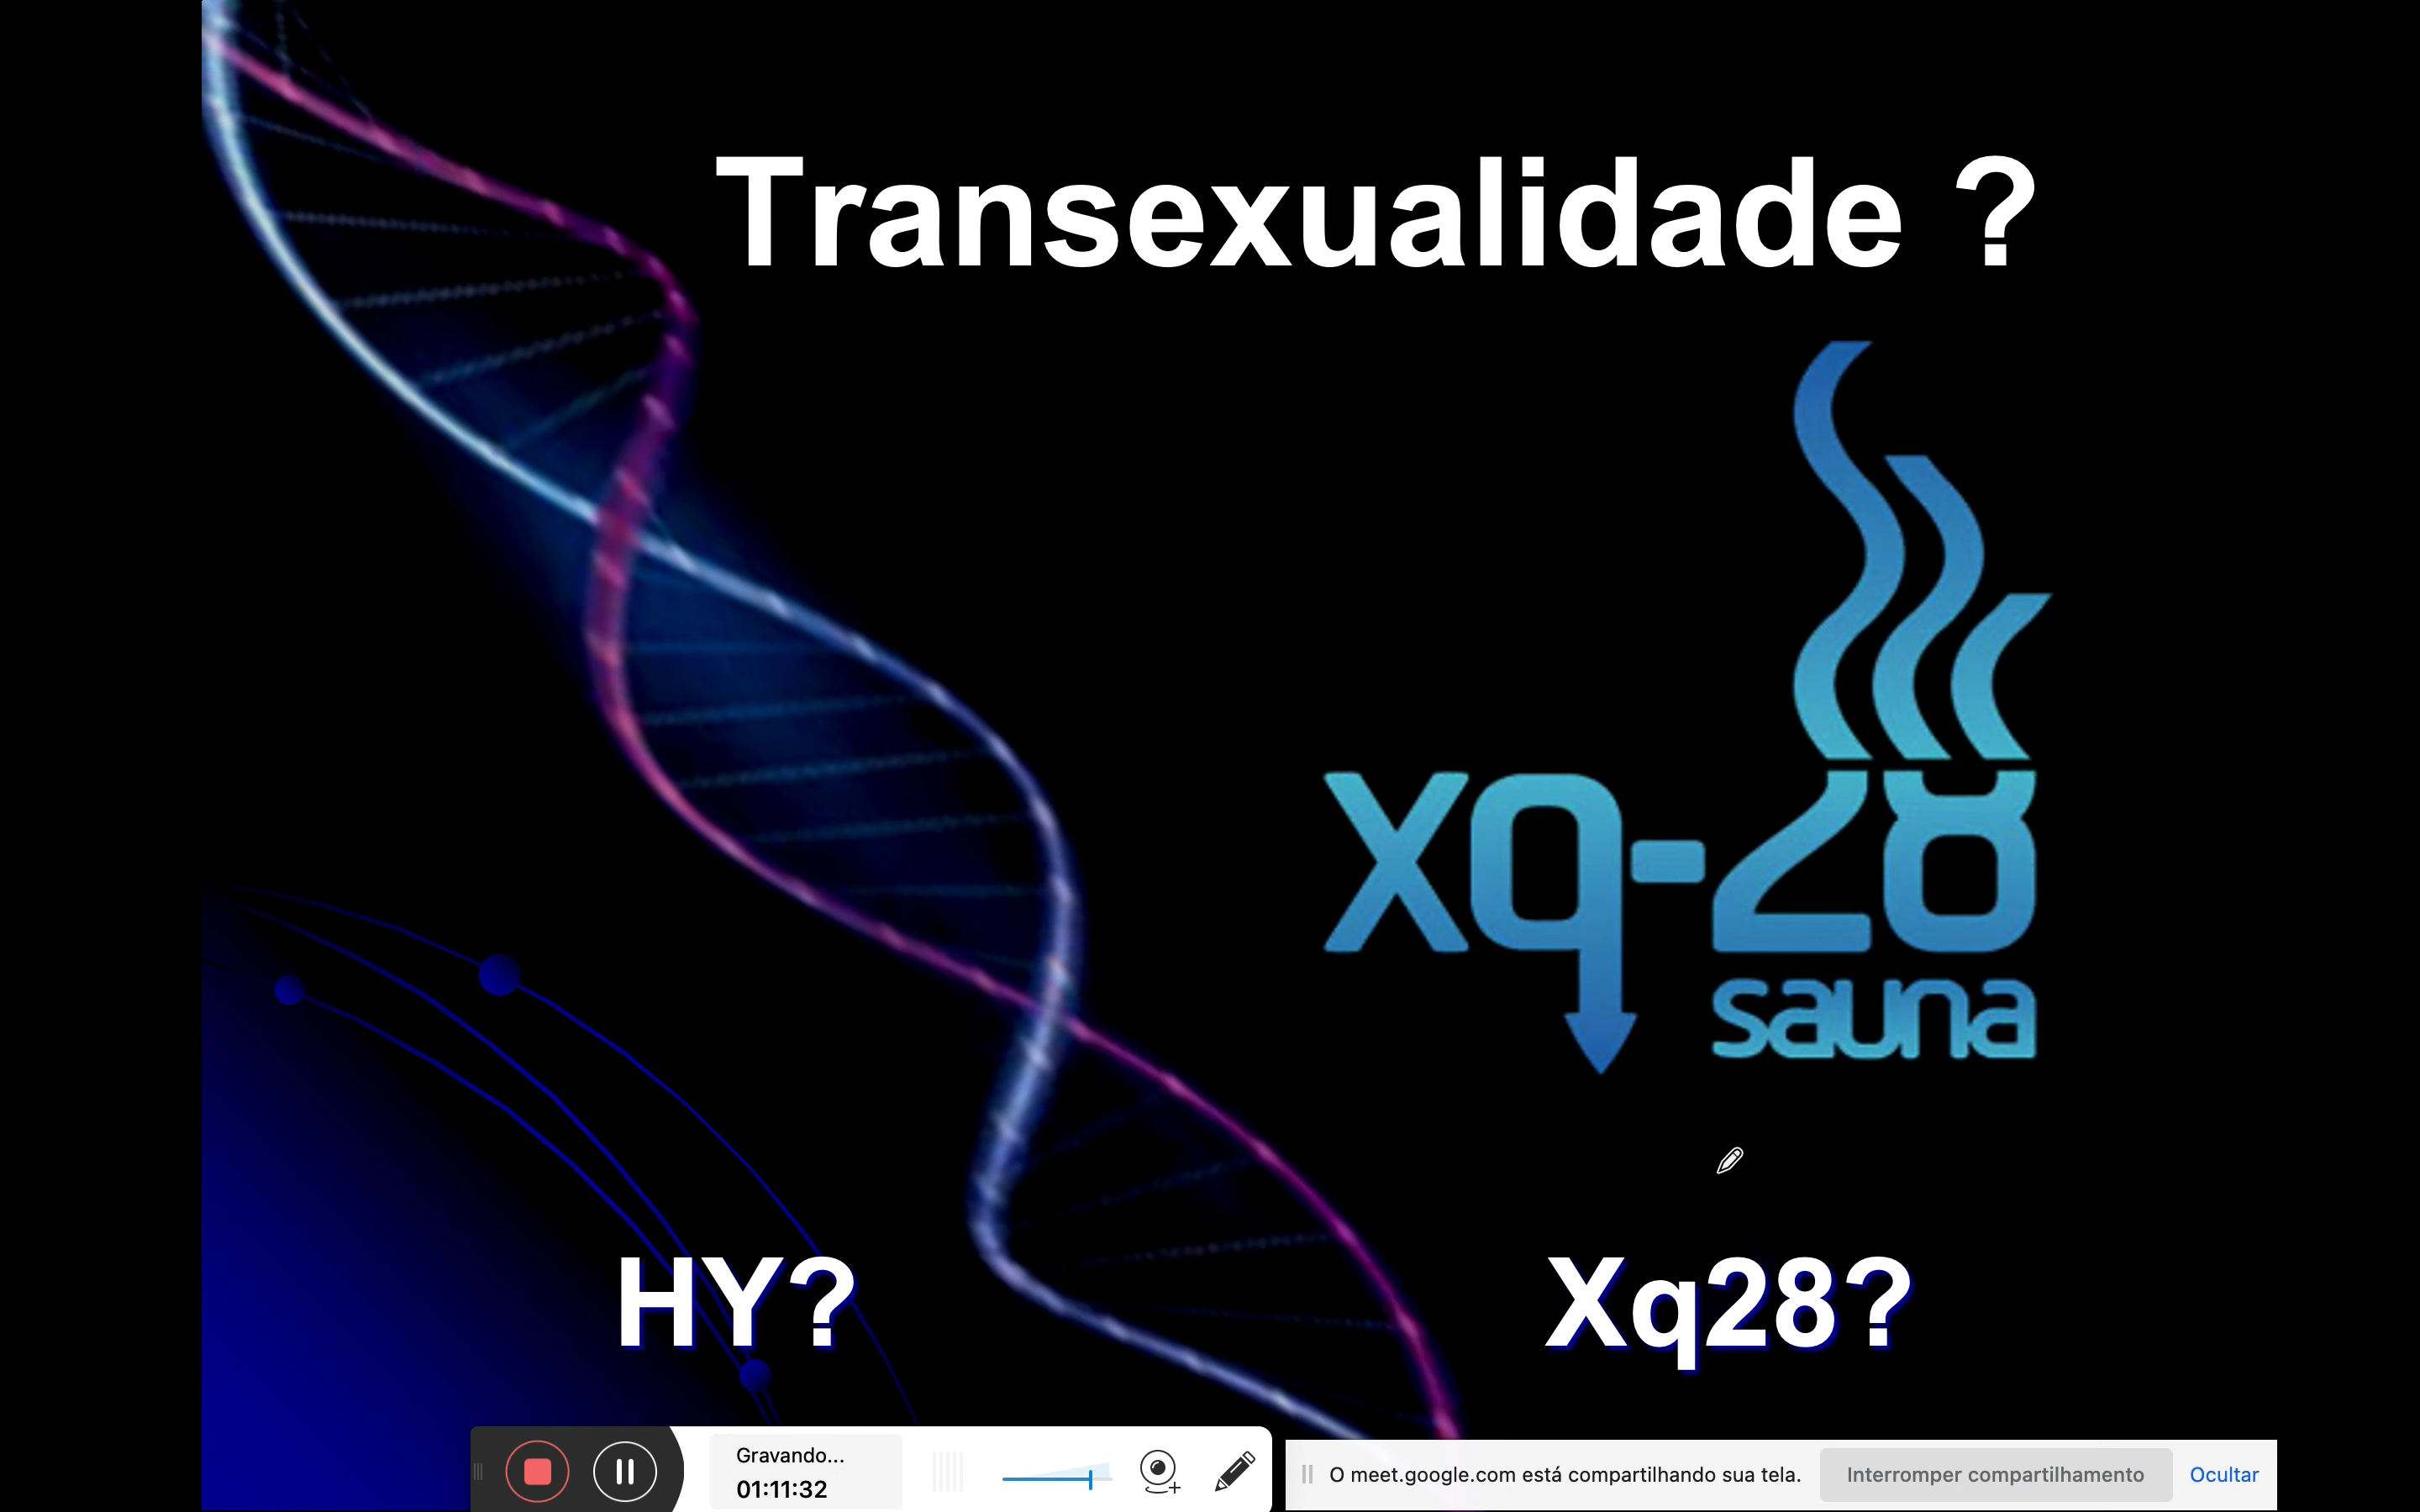 Transexualidade ?
xq-28
sauna
HY?
Xq28?
Gravando...
01:11:32
O meet.google.com está compartilhando sua tela.
Interromper compartilhamento
Ocultar